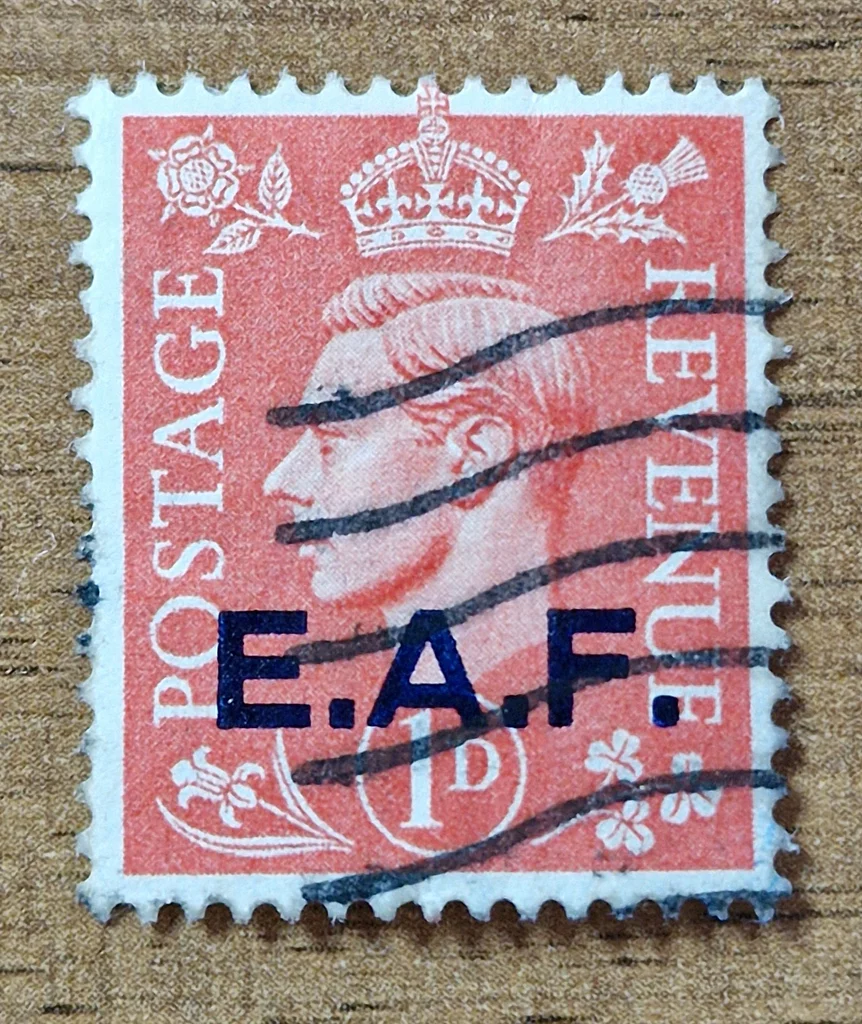 POSTAGE
REVENUE
E.A.F.
1D